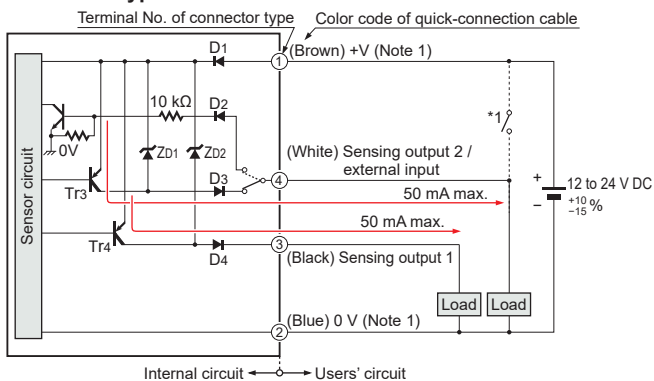 Terminal No. of connector type
Color code of quick-connection cable
D1
1
(Brown) +V (Note 1)
10 kΩ
D2
*1
0V
ZD1
ZD2
(White) Sensing output 2 /
external input
Sensor circuit
Tr3
D3
4
50 mA max.
+
12 to 24 V DC
−
+10
−15 %
50 mA max.
Tr4
D4
3
(Black) Sensing output 1
Load
Load
2
(Blue) 0 V (Note 1)
Internal circuit
Users' circuit